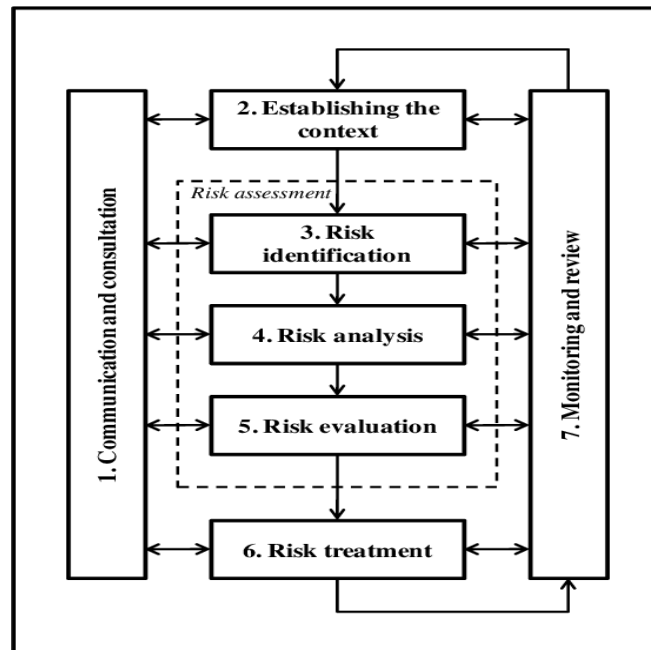 2. Establishing the
context
Risk assessment
3. Risk
identification
4. Risk analysis
5. Risk evaluation
6. Risk treatment
1. Communication and consultation
7. Monitoring and review